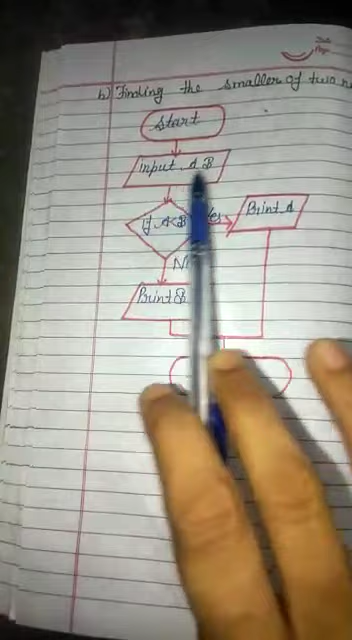 b) Finding the smaller of two
Start
Input A B
if A<B Yes
Print A
No
Print B